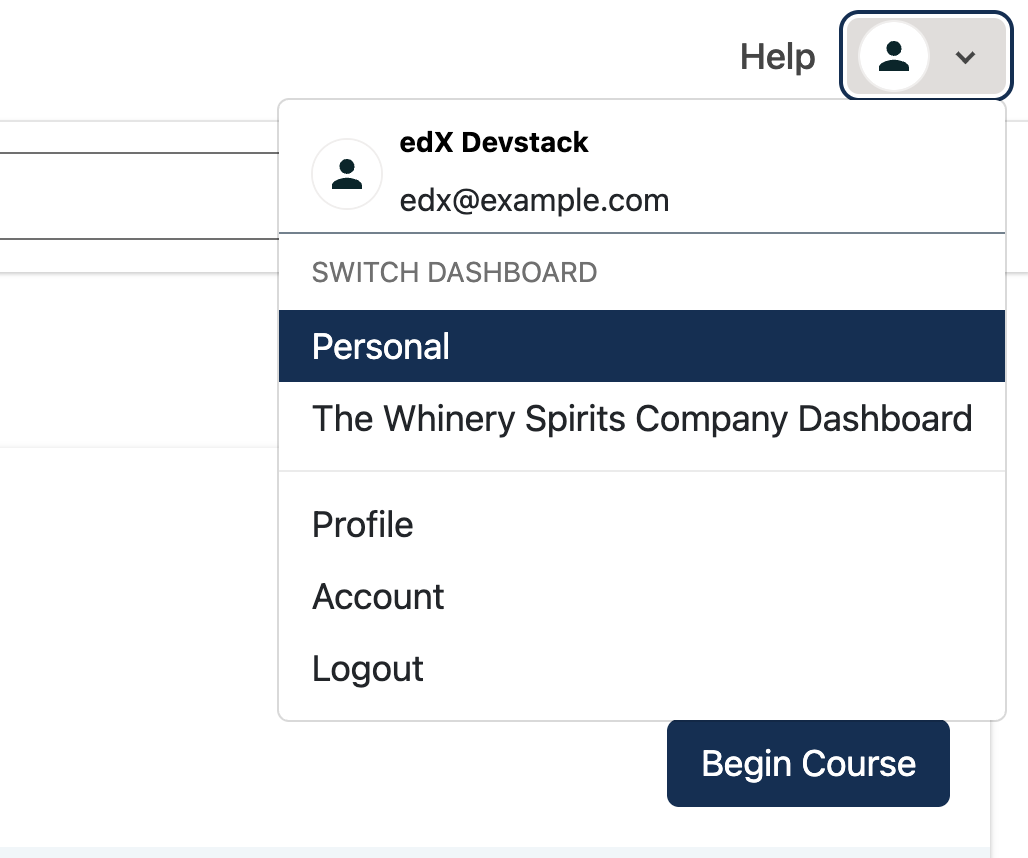 Help
edX Devstack
edx@example.com
SWITCH DASHBOARD
Personal
The Whinery Spirits Company Dashboard
Profile
Account
Logout
Begin Course